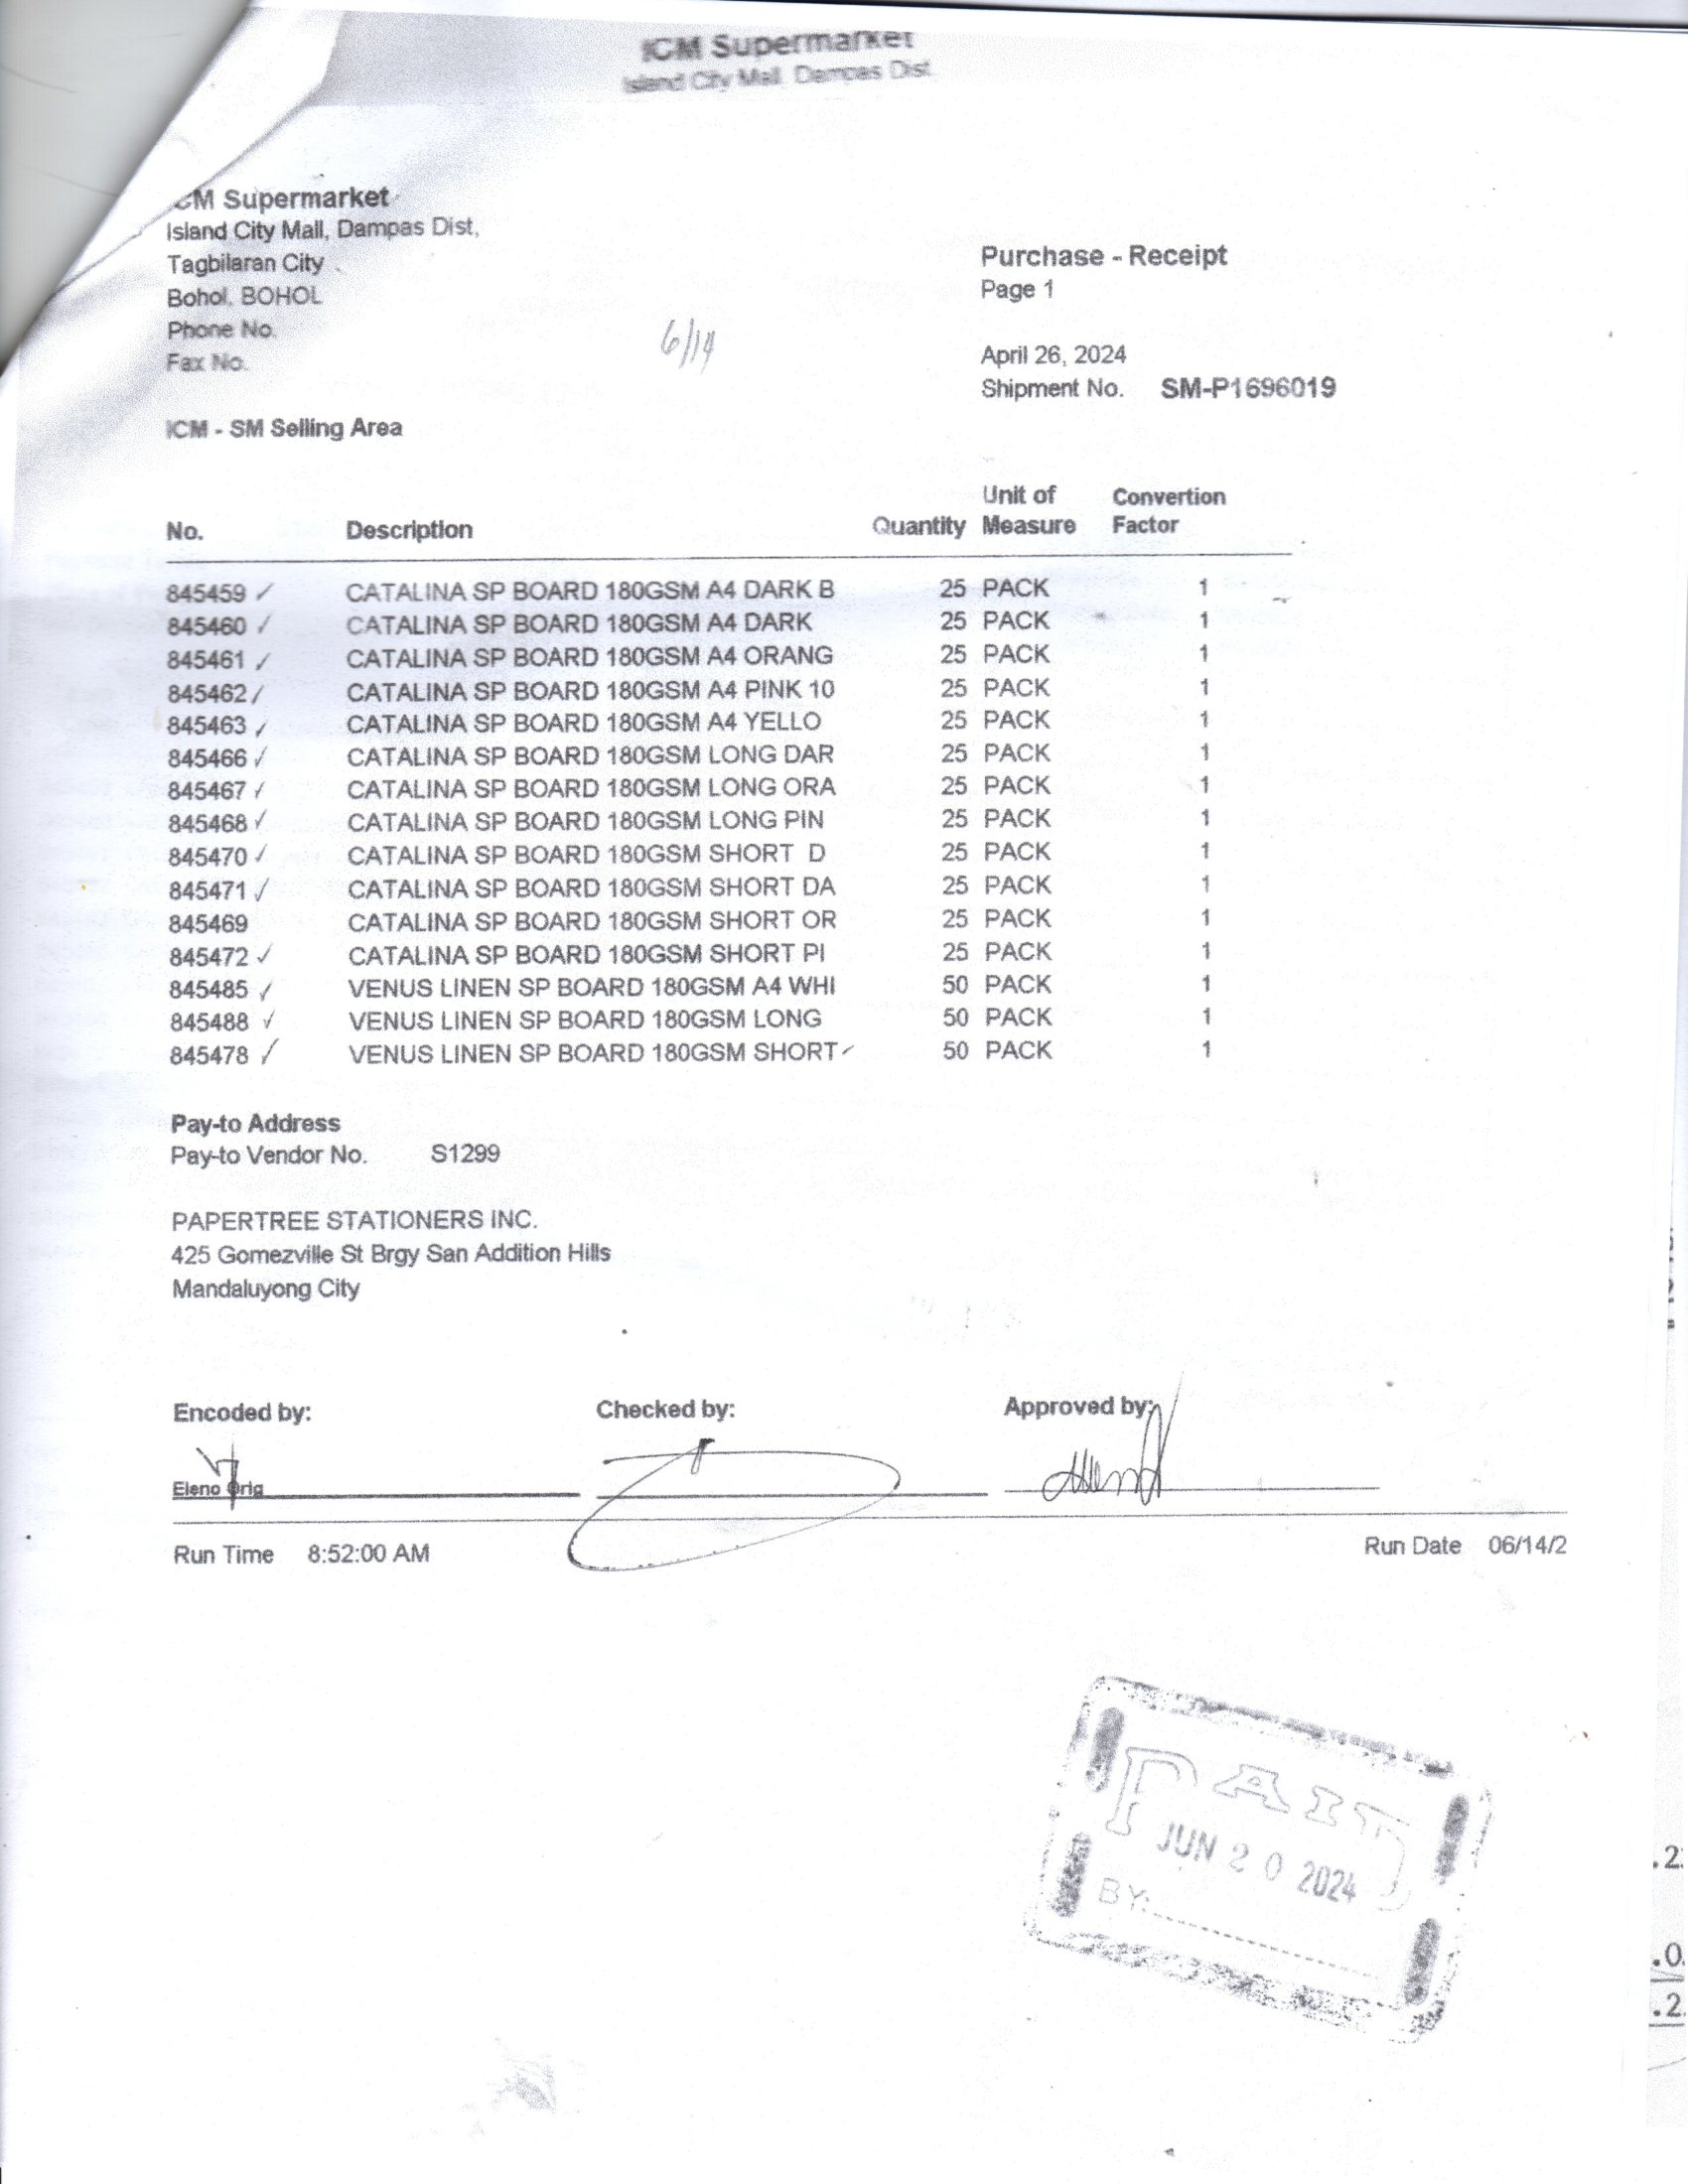 ICM Supermarket
Island City Mall, Dampas Dist.
ICM Supermarket
Island City Mall, Dampas Dist,
Tagbilaran City
Bohol, BOHOL
Phone No.
Fax No.
6/14
Purchase - Receipt
Page 1
April 26, 2024
Shipment No. SM-P1696019
ICM - SM Selling Area
No. Description Quantity Unit of Measure Convertion Factor
845459 CATALINA SP BOARD 180GSM A4 DARK B 25 PACK 1
845460 CATALINA SP BOARD 180GSM A4 DARK 25 PACK 1
845461 CATALINA SP BOARD 180GSM A4 ORANG 25 PACK 1
845462 CATALINA SP BOARD 180GSM A4 PINK 10 25 PACK 1
845463 CATALINA SP BOARD 180GSM A4 YELLO 25 PACK 1
845466 CATALINA SP BOARD 180GSM LONG DAR 25 PACK 1
845467 CATALINA SP BOARD 180GSM LONG ORA 25 PACK 1
845468 CATALINA SP BOARD 180GSM LONG PIN 25 PACK 1
845470 CATALINA SP BOARD 180GSM SHORT D 25 PACK 1
845471 CATALINA SP BOARD 180GSM SHORT DA 25 PACK 1
845469 CATALINA SP BOARD 180GSM SHORT OR 25 PACK 1
845472 CATALINA SP BOARD 180GSM SHORT PI 25 PACK 1
845485 VENUS LINEN SP BOARD 180GSM A4 WHI 50 PACK 1
845488 VENUS LINEN SP BOARD 180GSM LONG 50 PACK 1
845478 VENUS LINEN SP BOARD 180GSM SHORT 50 PACK 1
Pay-to Address
Pay-to Vendor No. S1299
PAPERTREE STATIONERS INC.
425 Gomezville St Brgy San Addition Hills
Mandaluyong City
Encoded by: Checked by: Approved by:
Eleno Orig
Run Time 8:52:00 AM Run Date 06/14/2
PAID
JUN 20 2024
BY:
.2
.0
.2